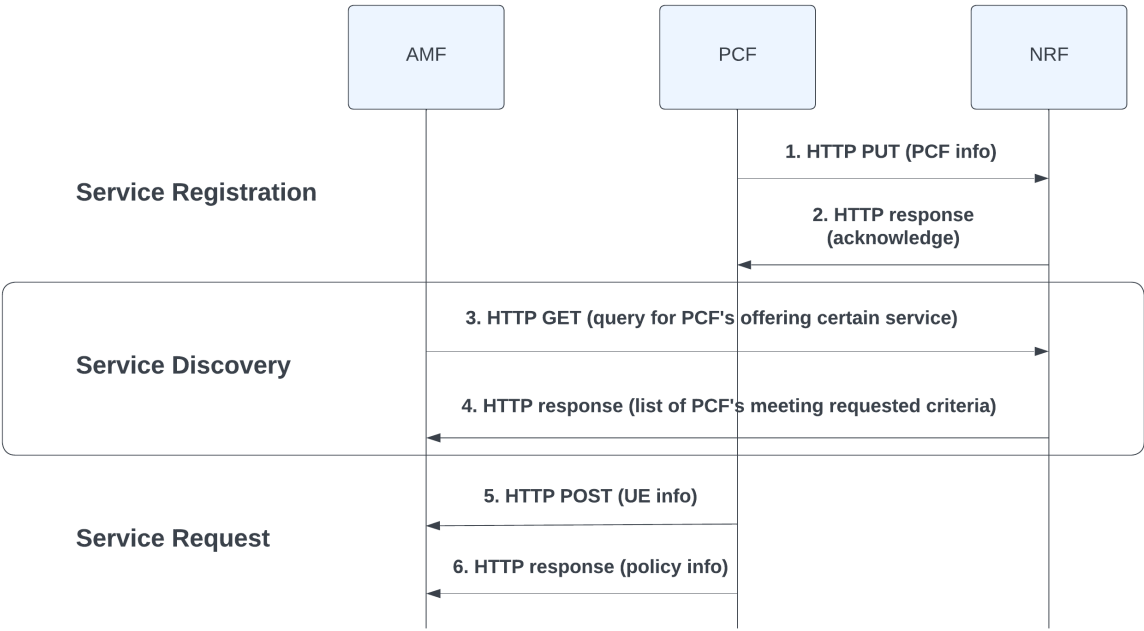 AMF
PCF
NRF
1. HTTP PUT (PCF info)
Service Registration
2. HTTP response
(acknowledge)
3. HTTP GET (query for PCF's offering certain service)
Service Discovery
4. HTTP response (list of PCF's meeting requested criteria)
5. HTTP POST (UE info)
Service Request
6. HTTP response (policy info)